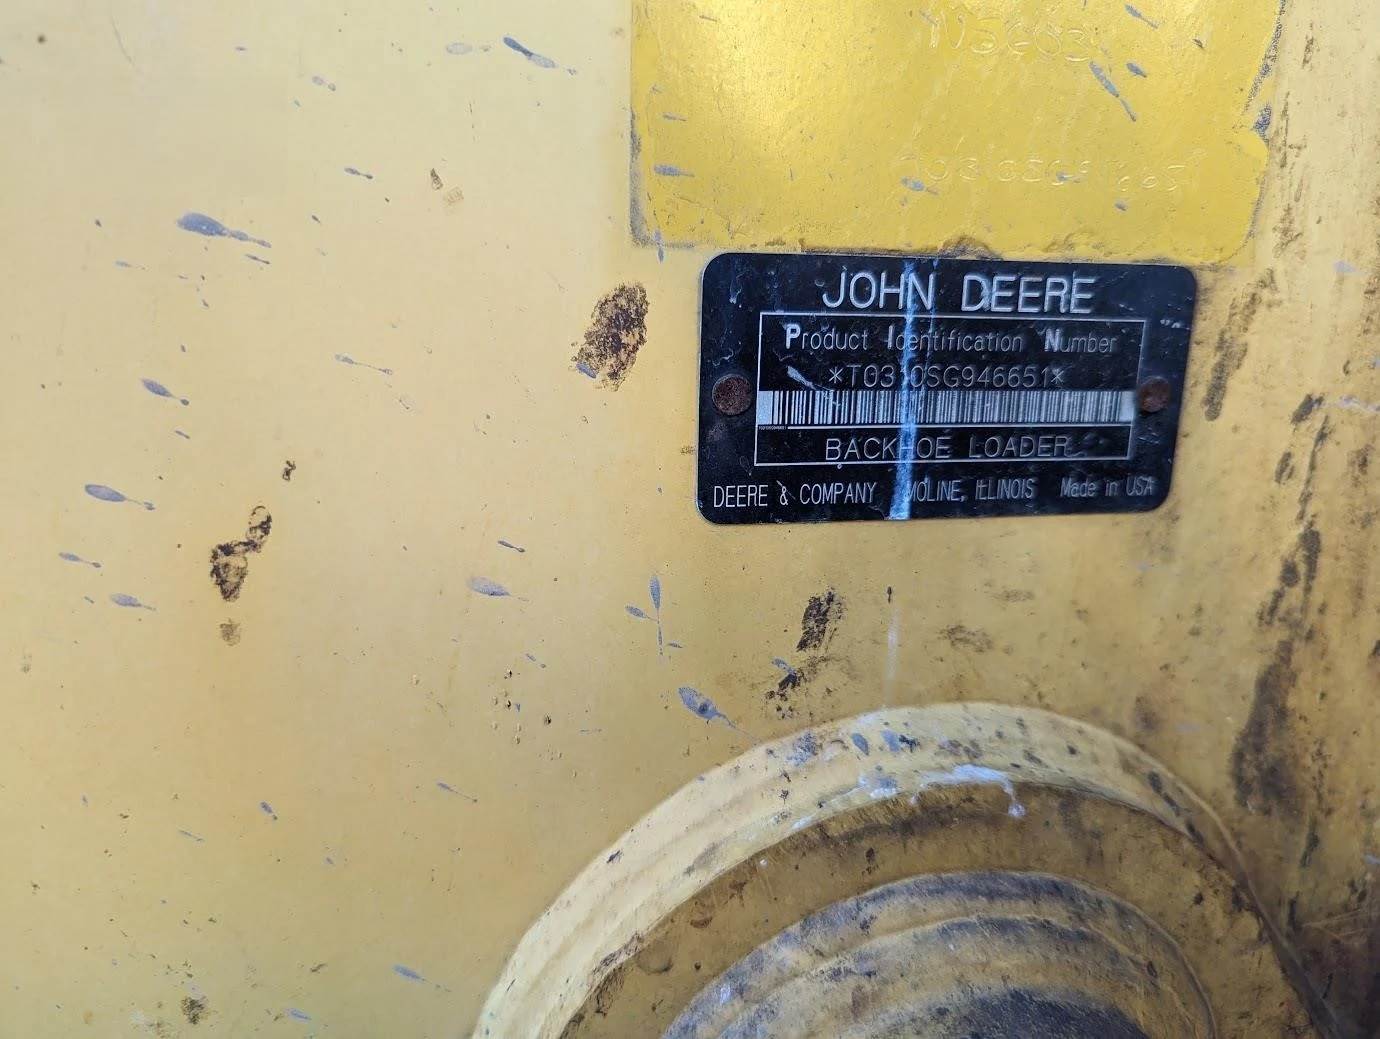 JOHN DEERE
Product Identification Number
*T0310SG946651*
BACKHOE LOADER
DEERE & COMPANY MOLINE, ILLINOIS Made in USA